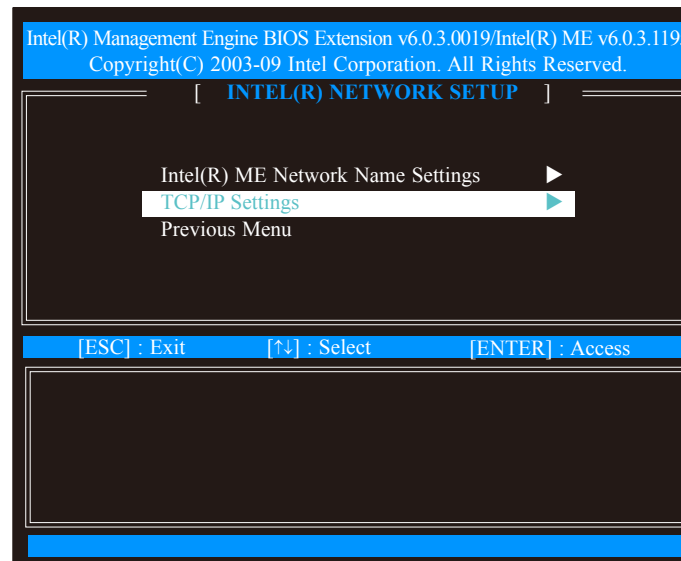 Intel(R) Management Engine BIOS Extension v6.0.3.0019/Intel(R) ME v6.0.3.119
Copyright(C) 2003-09 Intel Corporation. All Rights Reserved.
[ INTEL(R) NETWORK SETUP ]
Intel(R) ME Network Name Settings ▶
TCP/IP Settings ▶
Previous Menu
[ESC] : Exit [↑↓] : Select [ENTER] : Access